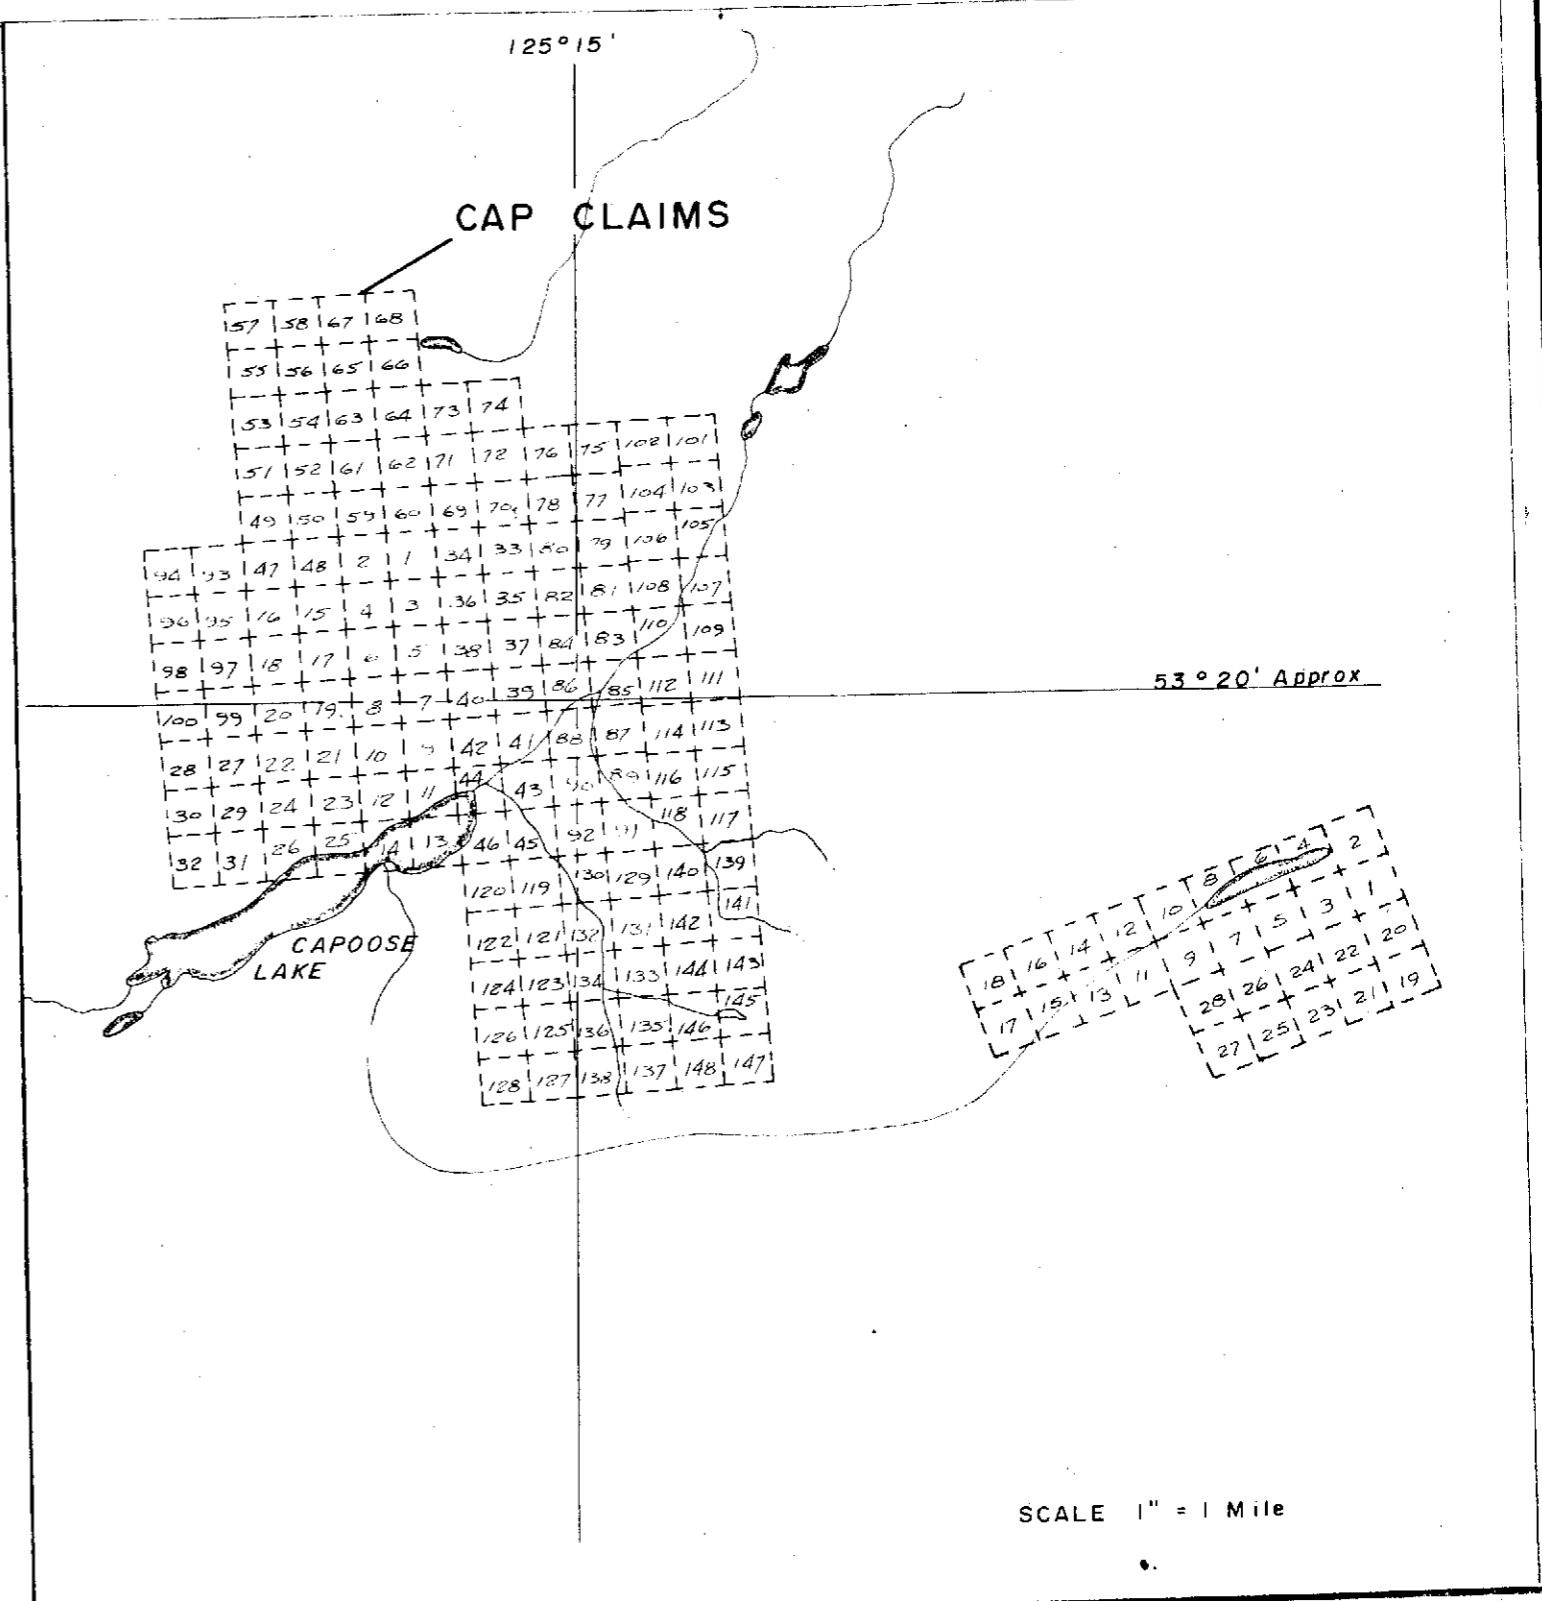 125°15'
CAP CLAIMS
57 58 67 68
55 56 65 66
53 54 63 64 73 74
51 52 61 62 71 72 76 75 102 101
49 50 59 60 69 70 78 77 104 103
94 93 47 48 2 1 34 33 80 79 106 105
96 95 16 15 4 3 36 35 82 81 108 107
98 97 18 17 6 5 38 37 84 83 110 109
53°20' Approx
100 99 20 19 8 7 40 39 86 85 112 111
28 27 22 21 10 9 42 41 88 87 114 113
30 29 24 23 12 11 44 43 90 89 116 115
32 31 26 25 14 13 46 45 92 91 118 117
120 119 130 129 140 139
122 121 132 131 142 141
124 123 134 133 144 143
126 125 136 135 146 145
128 127 138 137 148 147
CAPOOSE
LAKE
18 16 14 12 10 8 6 4 2
17 15 13 11 9 7 5 3 1
28 26 24 22 20
27 25 23 21 19
SCALE 1" = 1 Mile